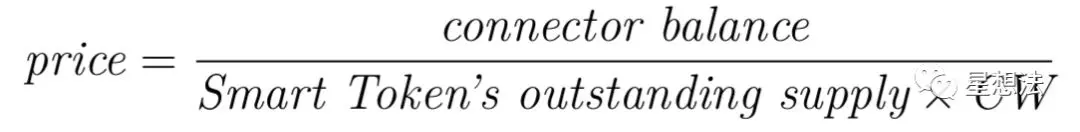 price = connector balance / Smart Token's outstanding supply × CW
星想法